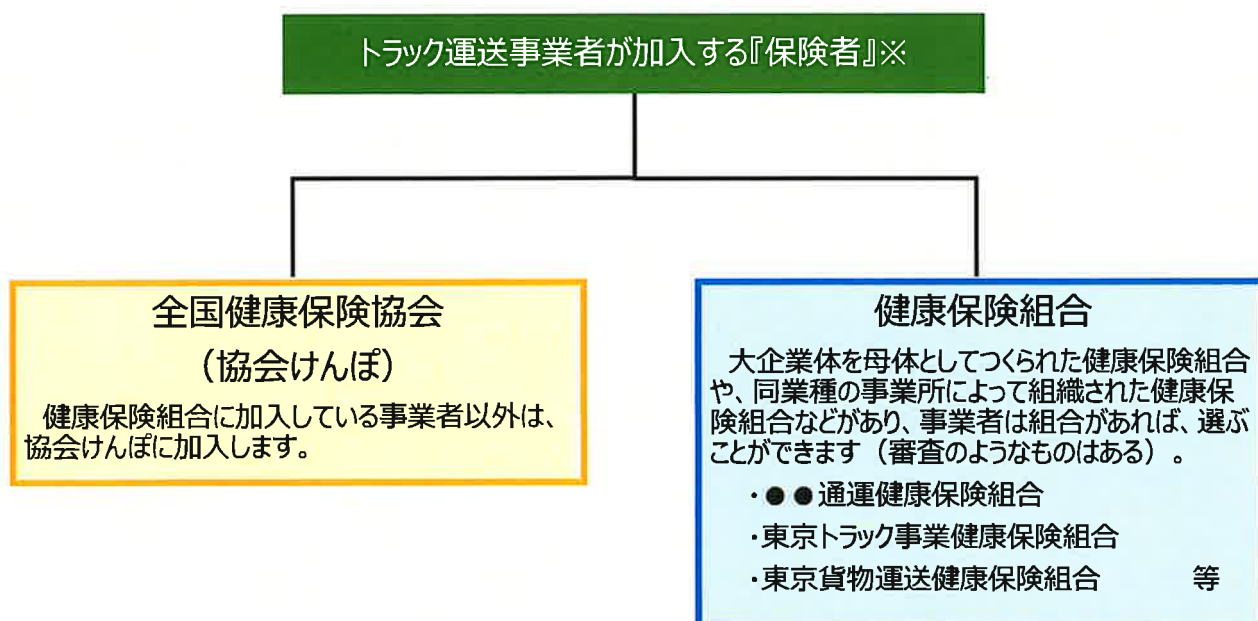 トラック運送事業者が加入する『保険者』※
全国健康保険協会
（協会けんぽ）
健康保険組合に加入している事業者以外は、
協会けんぽに加入します。
健康保険組合
大企業体を母体としてつくられた健康保険組合
や、同業種の事業所によって組織された健康保
険組合などがあり、事業者は組合があれば、選ぶ
ことができます（審査のようなものはある）。
・●●通運健康保険組合
・東京トラック事業健康保険組合
・東京貨物運送健康保険組合　　　等